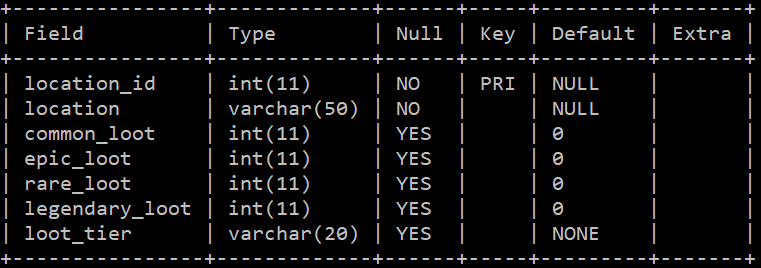 +----------------+-------------+------+-----+---------+-------+
| Field          | Type        | Null | Key | Default | Extra |
+----------------+-------------+------+-----+---------+-------+
| location_id    | int(11)     | NO   | PRI | NULL    |       |
| location       | varchar(50) | NO   |     | NULL    |       |
| common_loot    | int(11)     | YES  |     | 0       |       |
| epic_loot      | int(11)     | YES  |     | 0       |       |
| rare_loot      | int(11)     | YES  |     | 0       |       |
| legendary_loot | int(11)     | YES  |     | 0       |       |
| loot_tier      | varchar(20) | YES  |     | NONE    |       |
+----------------+-------------+------+-----+---------+-------+